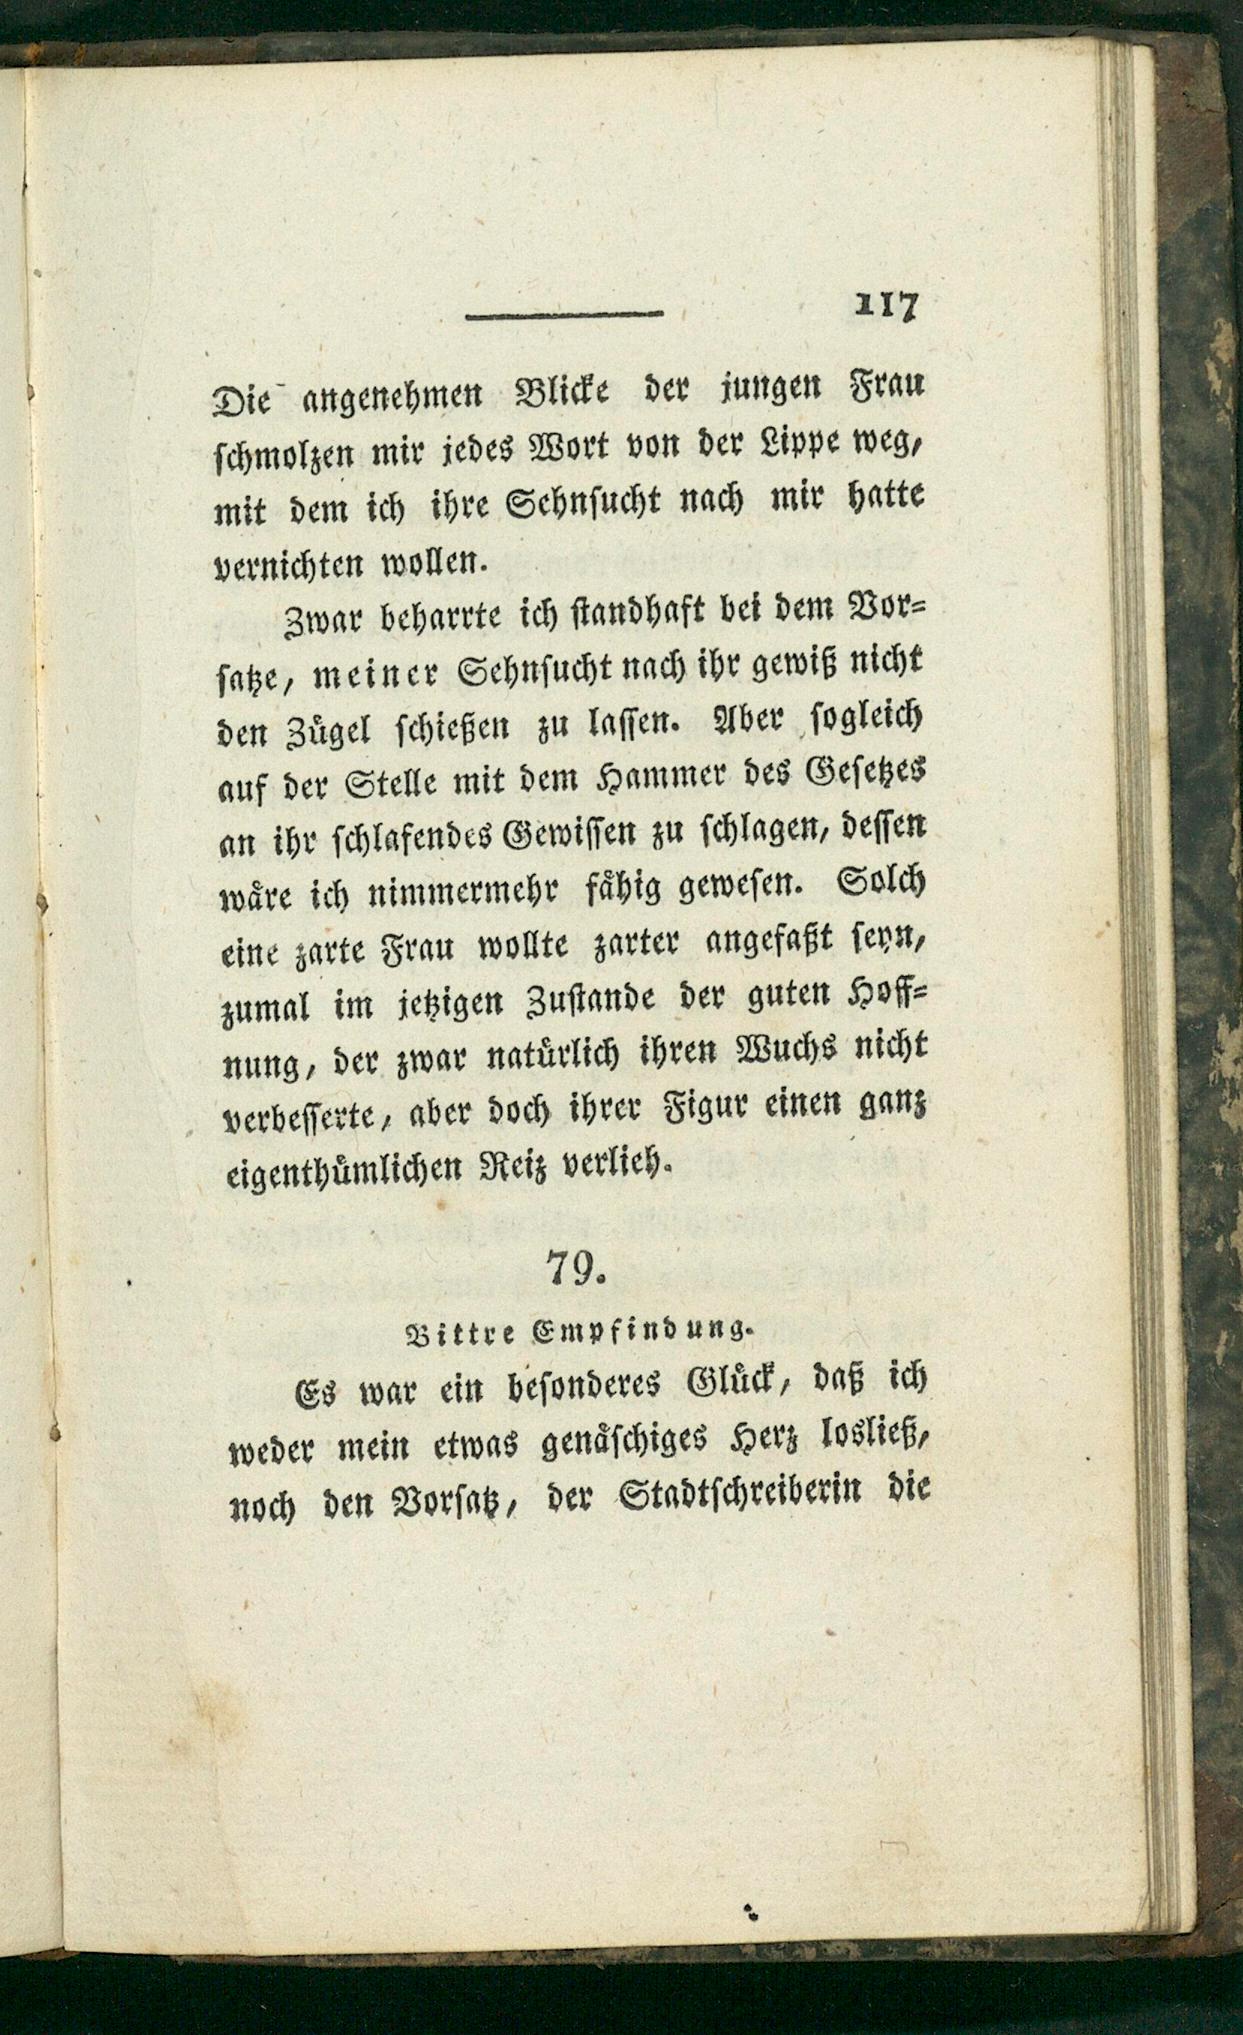 117
Die angenehmen Blicke der jungen Frau
schmolzen mir jedes Wort von der Lippe weg,
mit dem ich ihre Sehnsucht nach mir hatte
vernichten wollen.
Zwar beharrte ich standhaft bei dem Vor=
satze, meiner Sehnsucht nach ihr gewiß nicht
den Zügel schießen zu lassen. Aber sogleich
auf der Stelle mit dem Hammer des Gesetzes
an ihr schlafendes Gewissen zu schlagen, dessen
wäre ich nimmermehr fähig gewesen. Solch
eine zarte Frau wollte zarter angefaßt seyn,
zumal im jetzigen Zustande der guten Hoff=
nung, der zwar natürlich ihren Wuchs nicht
verbesserte, aber doch ihrer Figur einen ganz
eigenthümlichen Reiz verlieh.
79.
Bittre Empfindung.
Es war ein besonderes Glück, daß ich
weder mein etwas genäschiges Herz losließ,
noch den Vorsatz, der Stadtschreiberin die